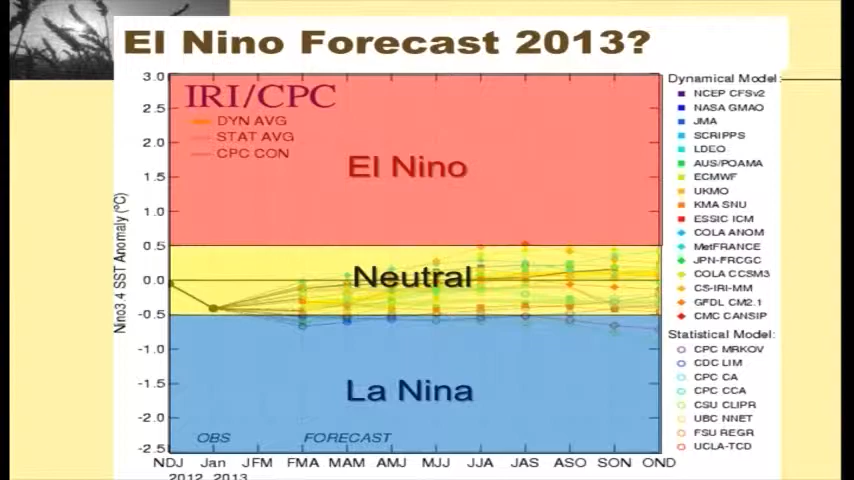 El Nino Forecast 2013?
3.0
2.5
2.0
1.5
1.0
0.5
0.0
-0.5
-1.0
-1.5
-2.0
-2.5
Nino3.4 SST Anomaly (°C)
IRI/CPC
DYN AVG
STAT AVG
CPC CON
El Nino
Neutral
La Nina
OBS FORECAST
NDJ Jan JFM FMA MAM AMJ MJJ JJA JAS ASO SON OND
2012 2013
Dynamical Model:
NCEP CFSv2
NASA GMAO
JMA
SCRIPPS
LDEO
AUS/POAMA
ECMWF
UKMO
KMA SNU
ESSIC ICM
COLA ANOM
MetFRANCE
JPN-FRCGC
COLA CCSM3
CS-IRI-MM
GFDL CM2.1
CMC CANSIP
Statistical Model:
CPC MRKOV
CDC LIM
CPC CA
CPC CCA
CSU CLIPR
UBC NNET
FSU REGR
UCLA-TCD